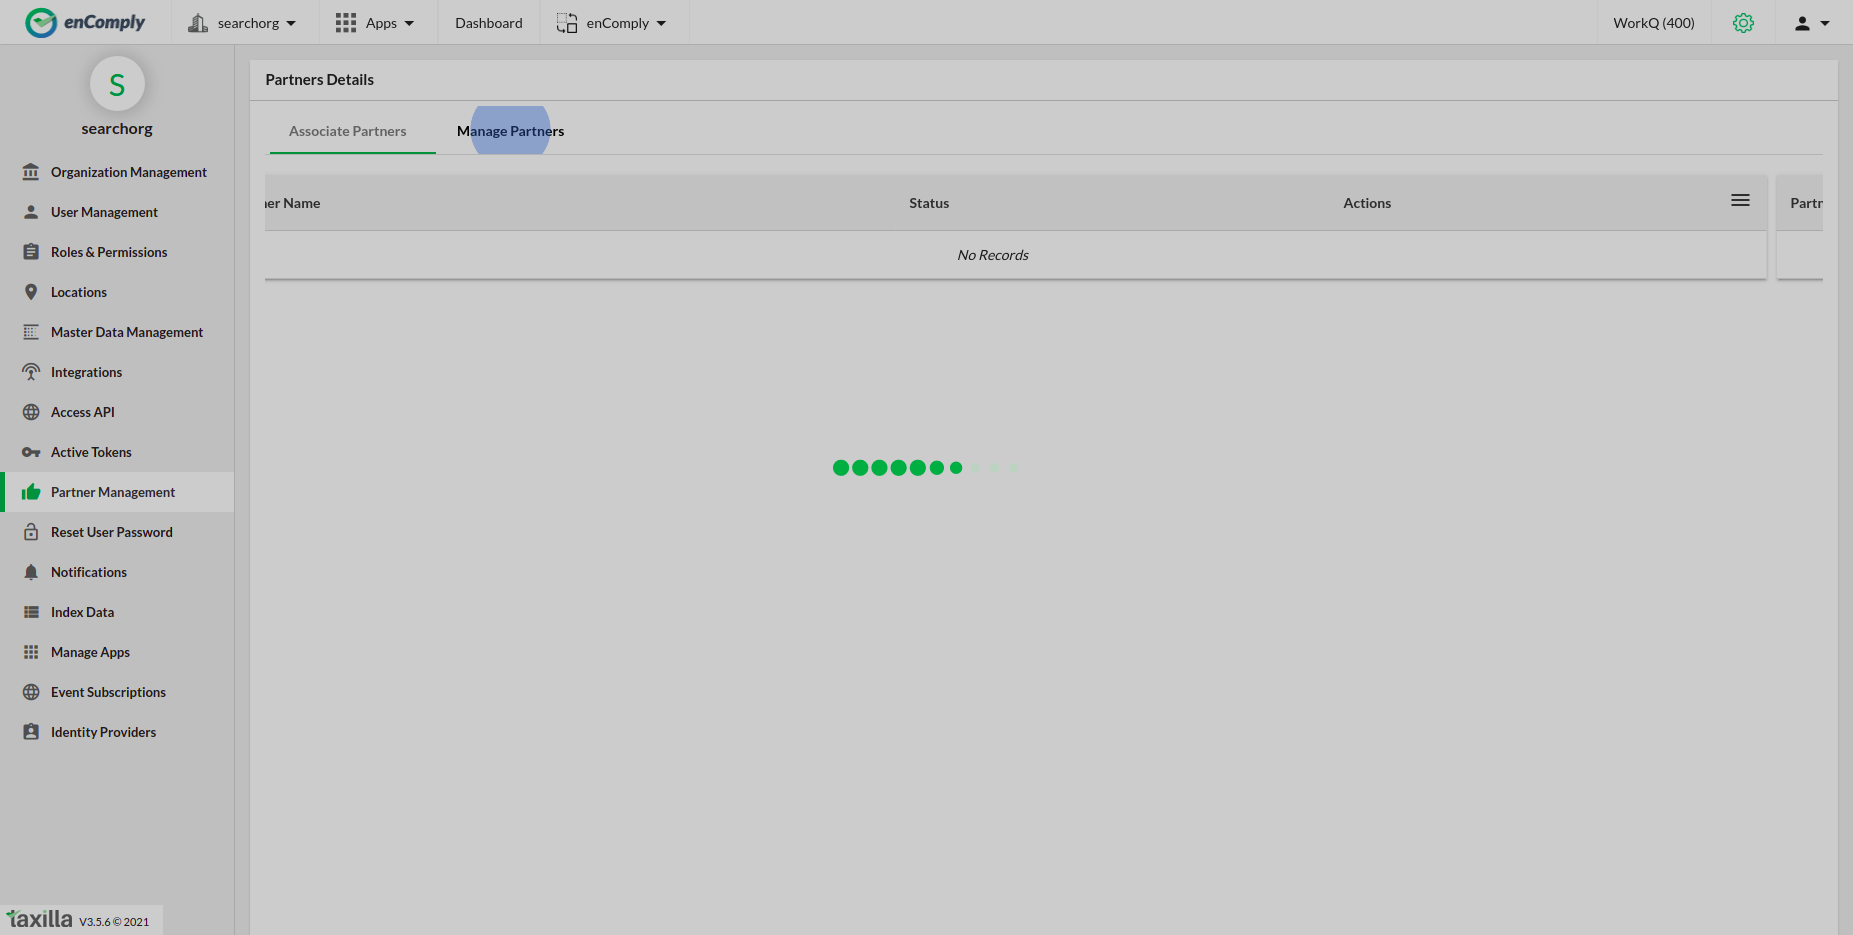 enComply
searchorg
Apps
Dashboard
enComply
WorkQ (400)
S
searchorg
Organization Management
User Management
Roles & Permissions
Locations
Master Data Management
Integrations
Access API
Active Tokens
Partner Management
Reset User Password
Notifications
Index Data
Manage Apps
Event Subscriptions
Identity Providers
taxilla V3.5.6 © 2021
Partners Details
Associate Partners
Manage Partners
er Name
Status
Actions
Partn
No Records